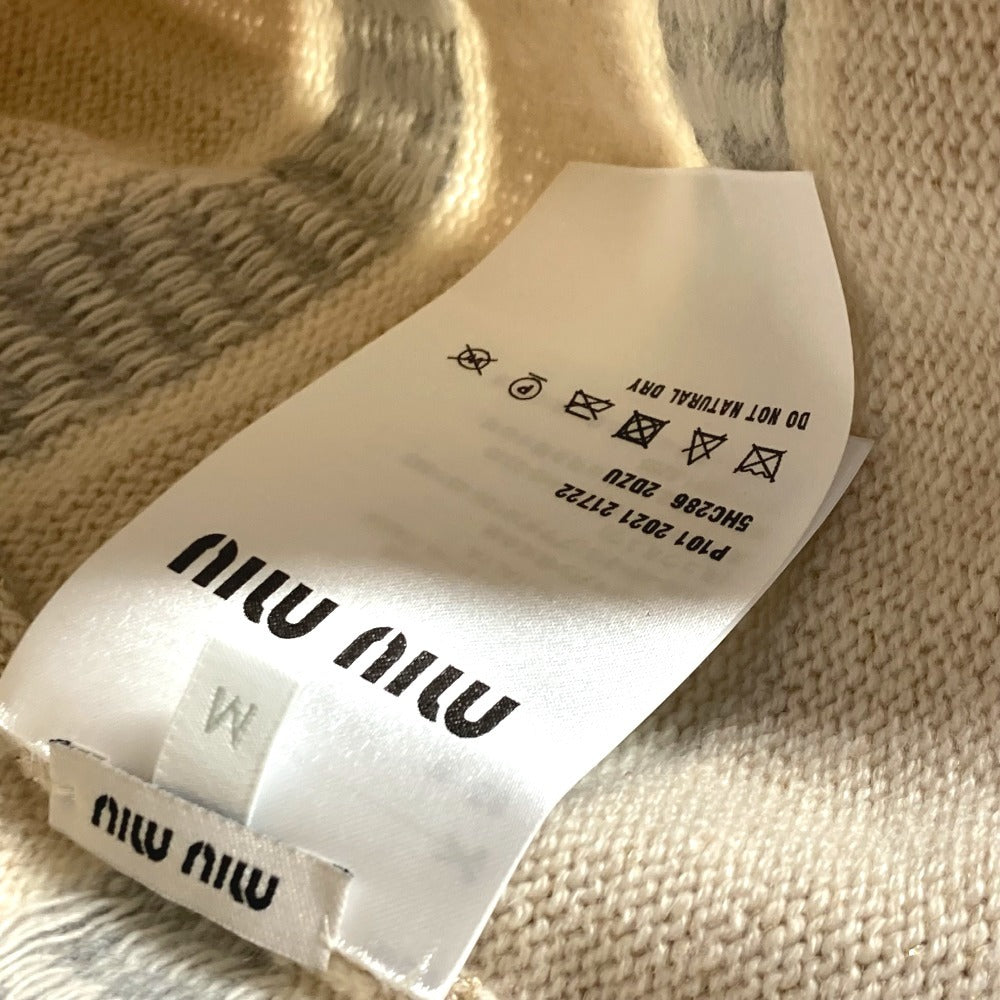 MIU MIU
M
MIU MIU
P101 2021 21722
5HC286 2DZU
DO NOT NATURAL DRY